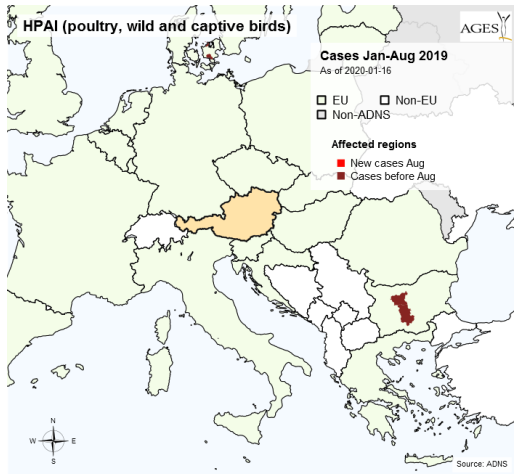 HPAI (poultry, wild and captive birds)
AGES
Cases Jan-Aug 2019
As of 2020-01-16
EU
Non-EU
Non-ADNS
Affected regions
New cases Aug
Cases before Aug
N
W
E
S
Source: ADNS